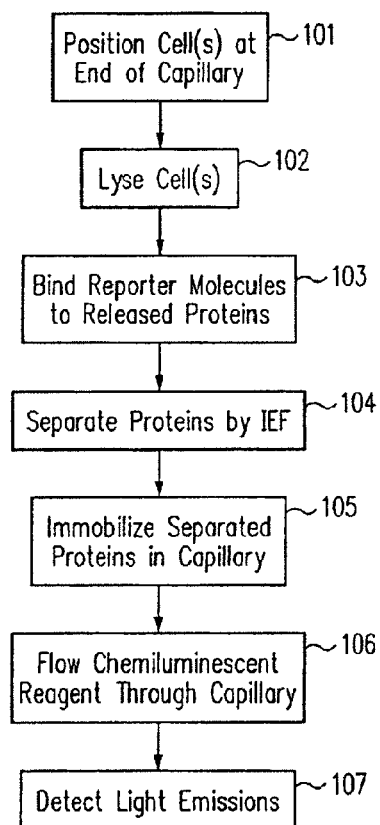 Position Cell(s) at
End of Capillary
101
Lyse Cell(s)
102
Bind Reporter Molecules
to Released Proteins
103
Separate Proteins by IEF
104
Immobilize Separated
Proteins in Capillary
105
Flow Chemiluminescent
Reagent Through Capillary
106
Detect Light Emissions
107